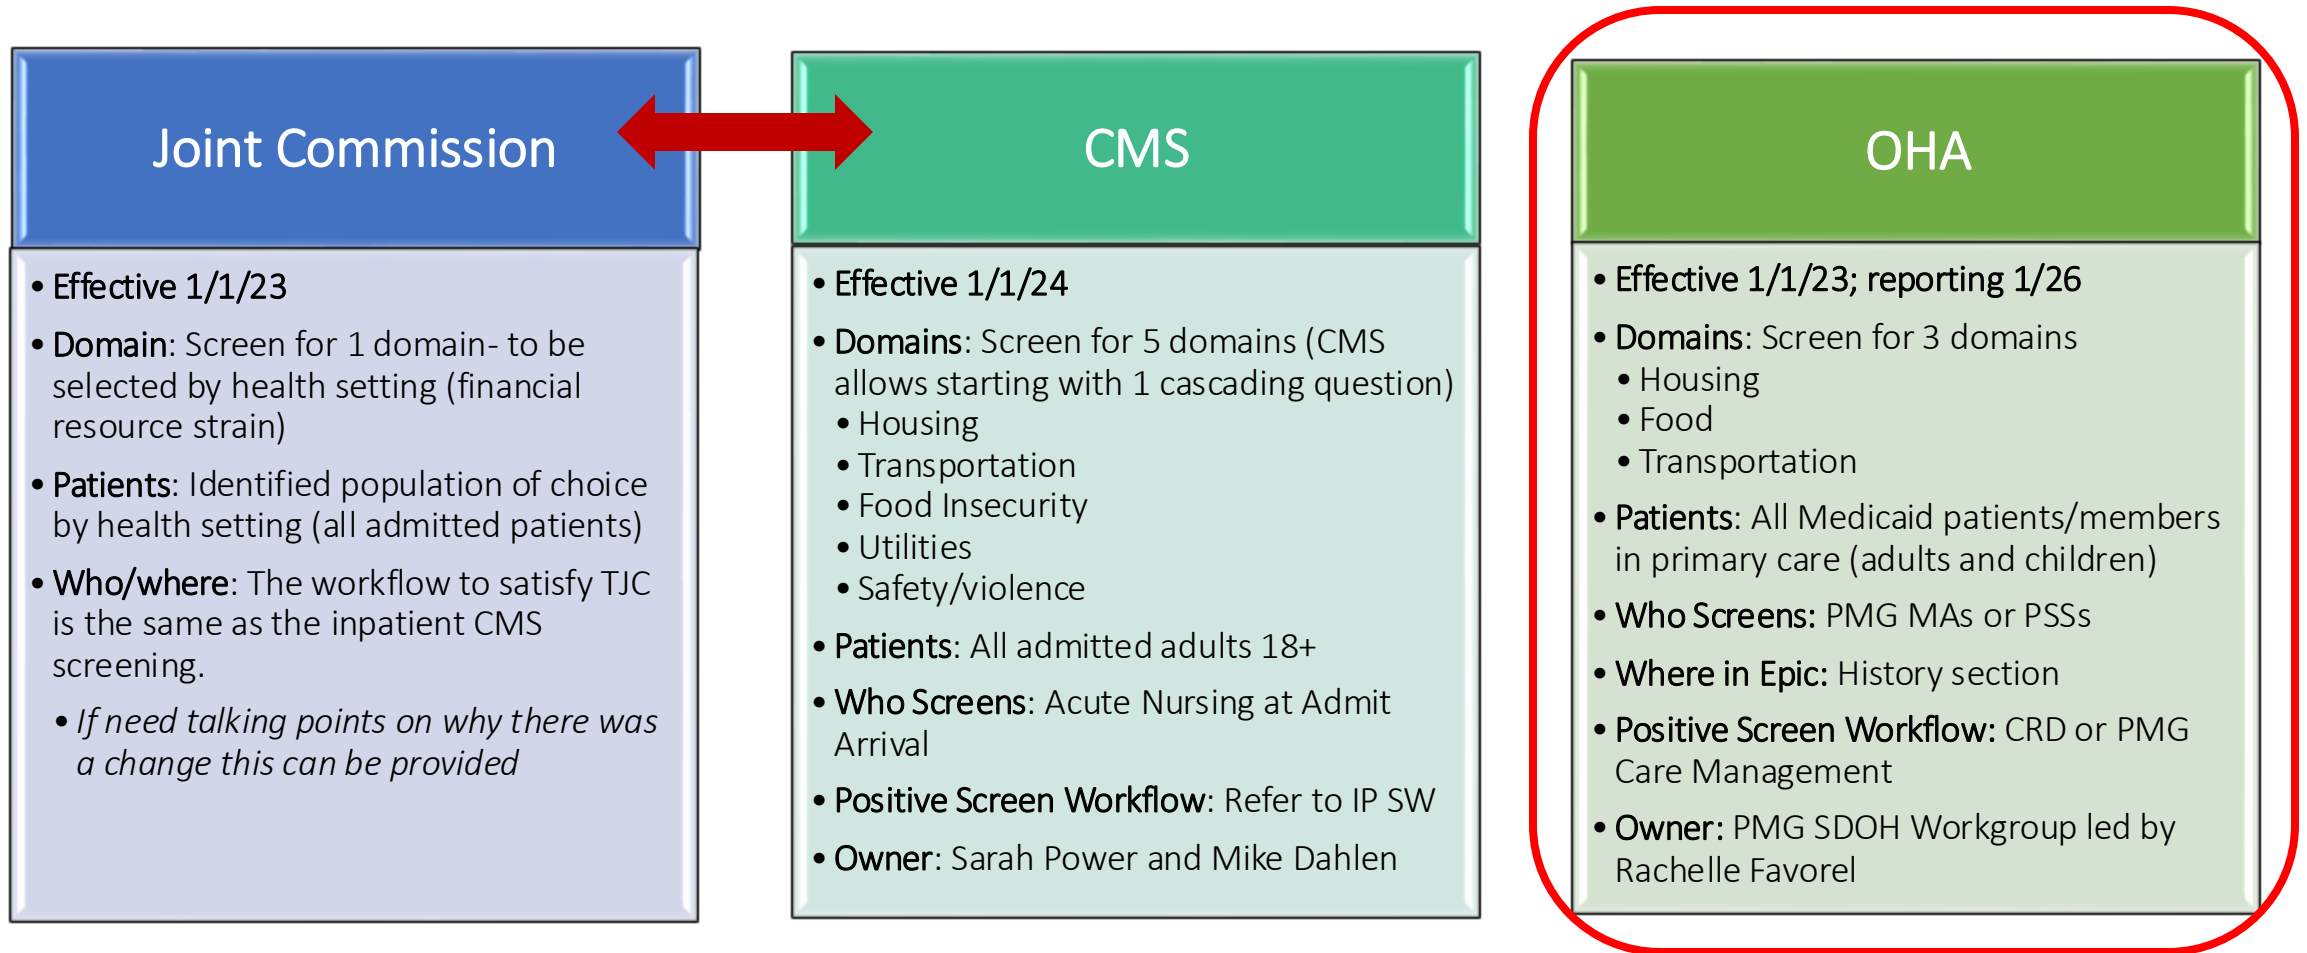 Joint Commission
• Effective 1/1/23
• Domain: Screen for 1 domain- to be
selected by health setting (financial
resource strain)
• Patients: Identified population of choice
by health setting (all admitted patients)
• Who/where: The workflow to satisfy TJC
is the same as the inpatient CMS
screening.
• If need talking points on why there was
a change this can be provided
CMS
• Effective 1/1/24
• Domains: Screen for 5 domains (CMS
allows starting with 1 cascading question)
• Housing
• Transportation
• Food Insecurity
• Utilities
• Safety/violence
• Patients: All admitted adults 18+
• Who Screens: Acute Nursing at Admit
Arrival
• Positive Screen Workflow: Refer to IP SW
• Owner: Sarah Power and Mike Dahlen
OHA
• Effective 1/1/23; reporting 1/26
• Domains: Screen for 3 domains
• Housing
• Food
• Transportation
• Patients: All Medicaid patients/members
in primary care (adults and children)
• Who Screens: PMG MAs or PSSs
• Where in Epic: History section
• Positive Screen Workflow: CRD or PMG
Care Management
• Owner: PMG SDOH Workgroup led by
Rachelle Favorel